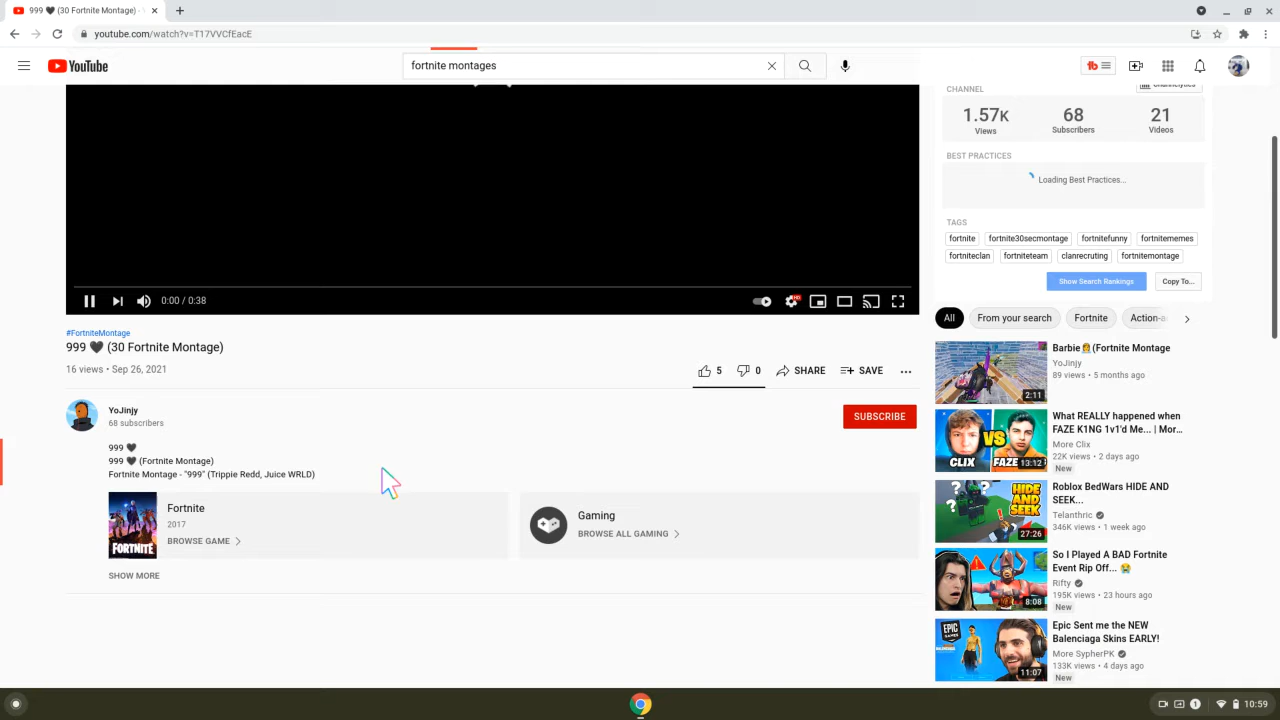 999 🖤 (30 Fortnite Montage) -
youtube.com/watch?v=T17VVCfEacE
YouTube
fortnite montages
tb
CHANNEL
Channelytics
1.57K
Views
68
Subscribers
21
Videos
BEST PRACTICES
Loading Best Practices...
TAGS
fortnite
fortnite30secmontage
fortnitefunny
fortnitememes
fortniteclan
fortniteteam
clanrecruting
fortnitemontage
Show Search Rankings
Copy To...
0:00 / 0:38
HD
#FortniteMontage
999 🖤 (30 Fortnite Montage)
16 views • Sep 26, 2021
5
0
SHARE
SAVE
YoJinjy
68 subscribers
SUBSCRIBE
999 🖤
999 🖤 (Fortnite Montage)
Fortnite Montage - "999" (Trippie Redd, Juice WRLD)
FORTNITE
Fortnite
2017
BROWSE GAME
Gaming
BROWSE ALL GAMING
SHOW MORE
All
From your search
Fortnite
Action-a
2:11
Barbie👩(Fortnite Montage
YoJinjy
89 views • 5 months ago
CLIX
VS
FAZE
13:12
What REALLY happened when
FAZE K1NG 1v1'd Me... | Mor...
More Clix
22K views • 2 days ago
New
HIDE
AND
SEEK
27:26
Roblox BedWars HIDE AND
SEEK...
Telanthric
346K views • 1 week ago
8:08
So I Played A BAD Fortnite
Event Rip Off... 😭
Rifty
195K views • 23 hours ago
New
EPIC
GAMES
11:07
Epic Sent me the NEW
Balenciaga Skins EARLY!
More SypherPK
133K views • 4 days ago
New
1
10:59